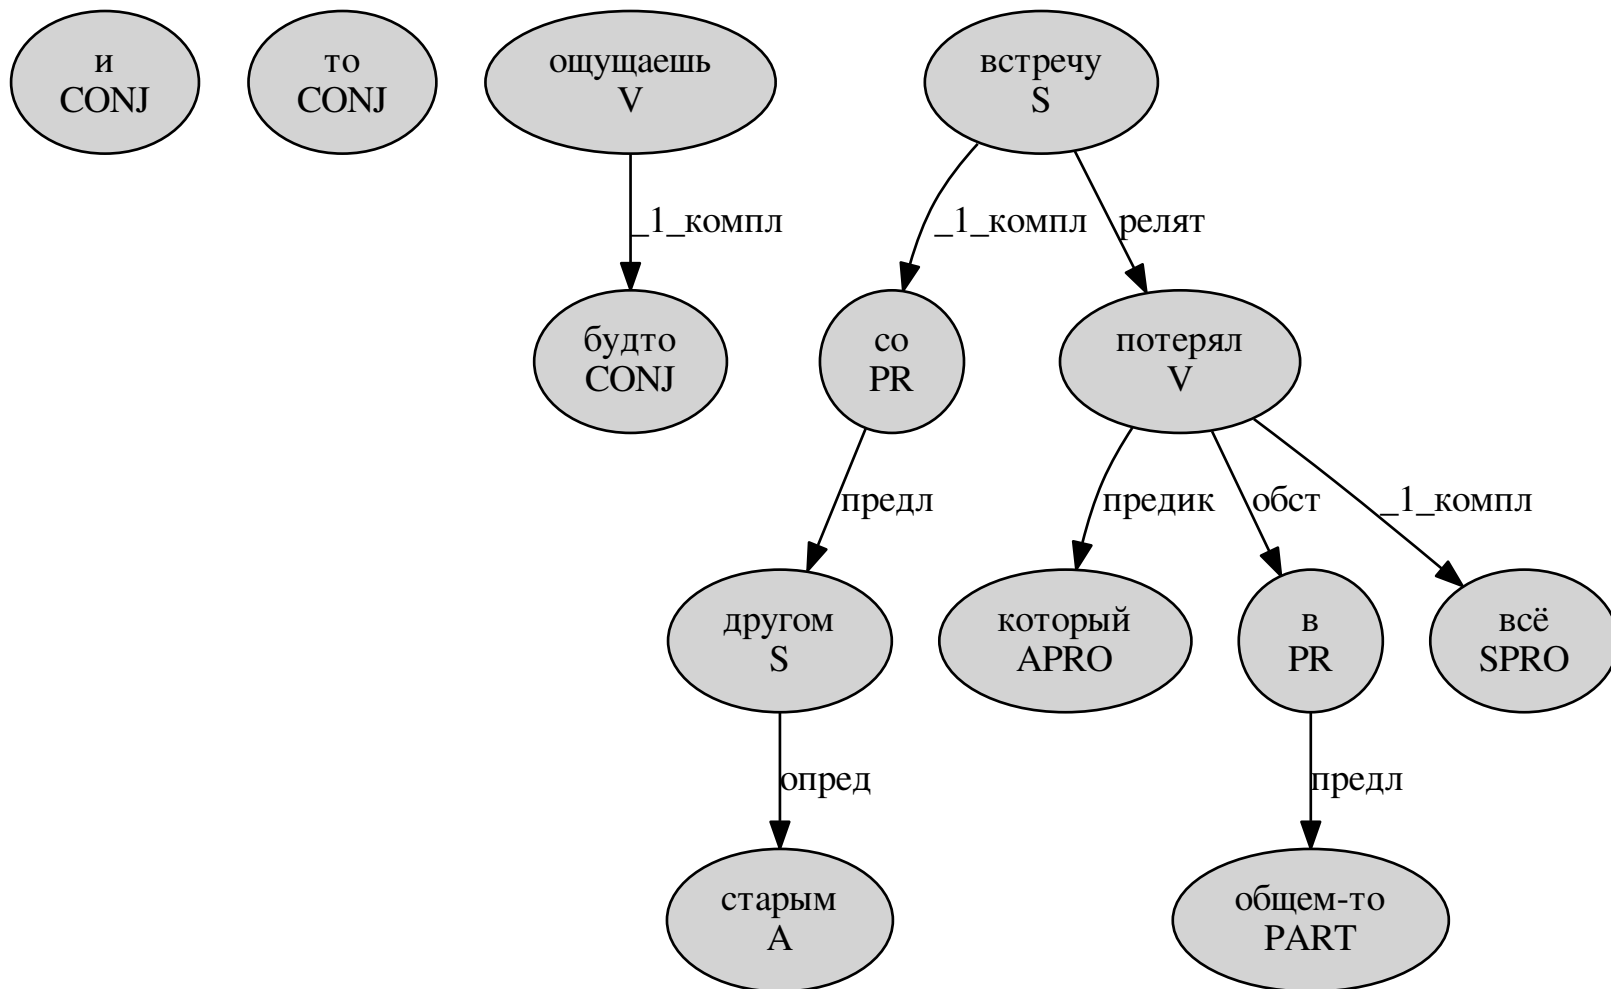 и
CONJ
то
CONJ
ощущаешь
V
встречу
S
_1_компл
_1_компл
релят
будто
CONJ
со
PR
потерял
V
предл
предик
обст
_1_компл
другом
S
который
APRO
в
PR
всё
SPRO
опред
предл
старым
A
общем-то
PART